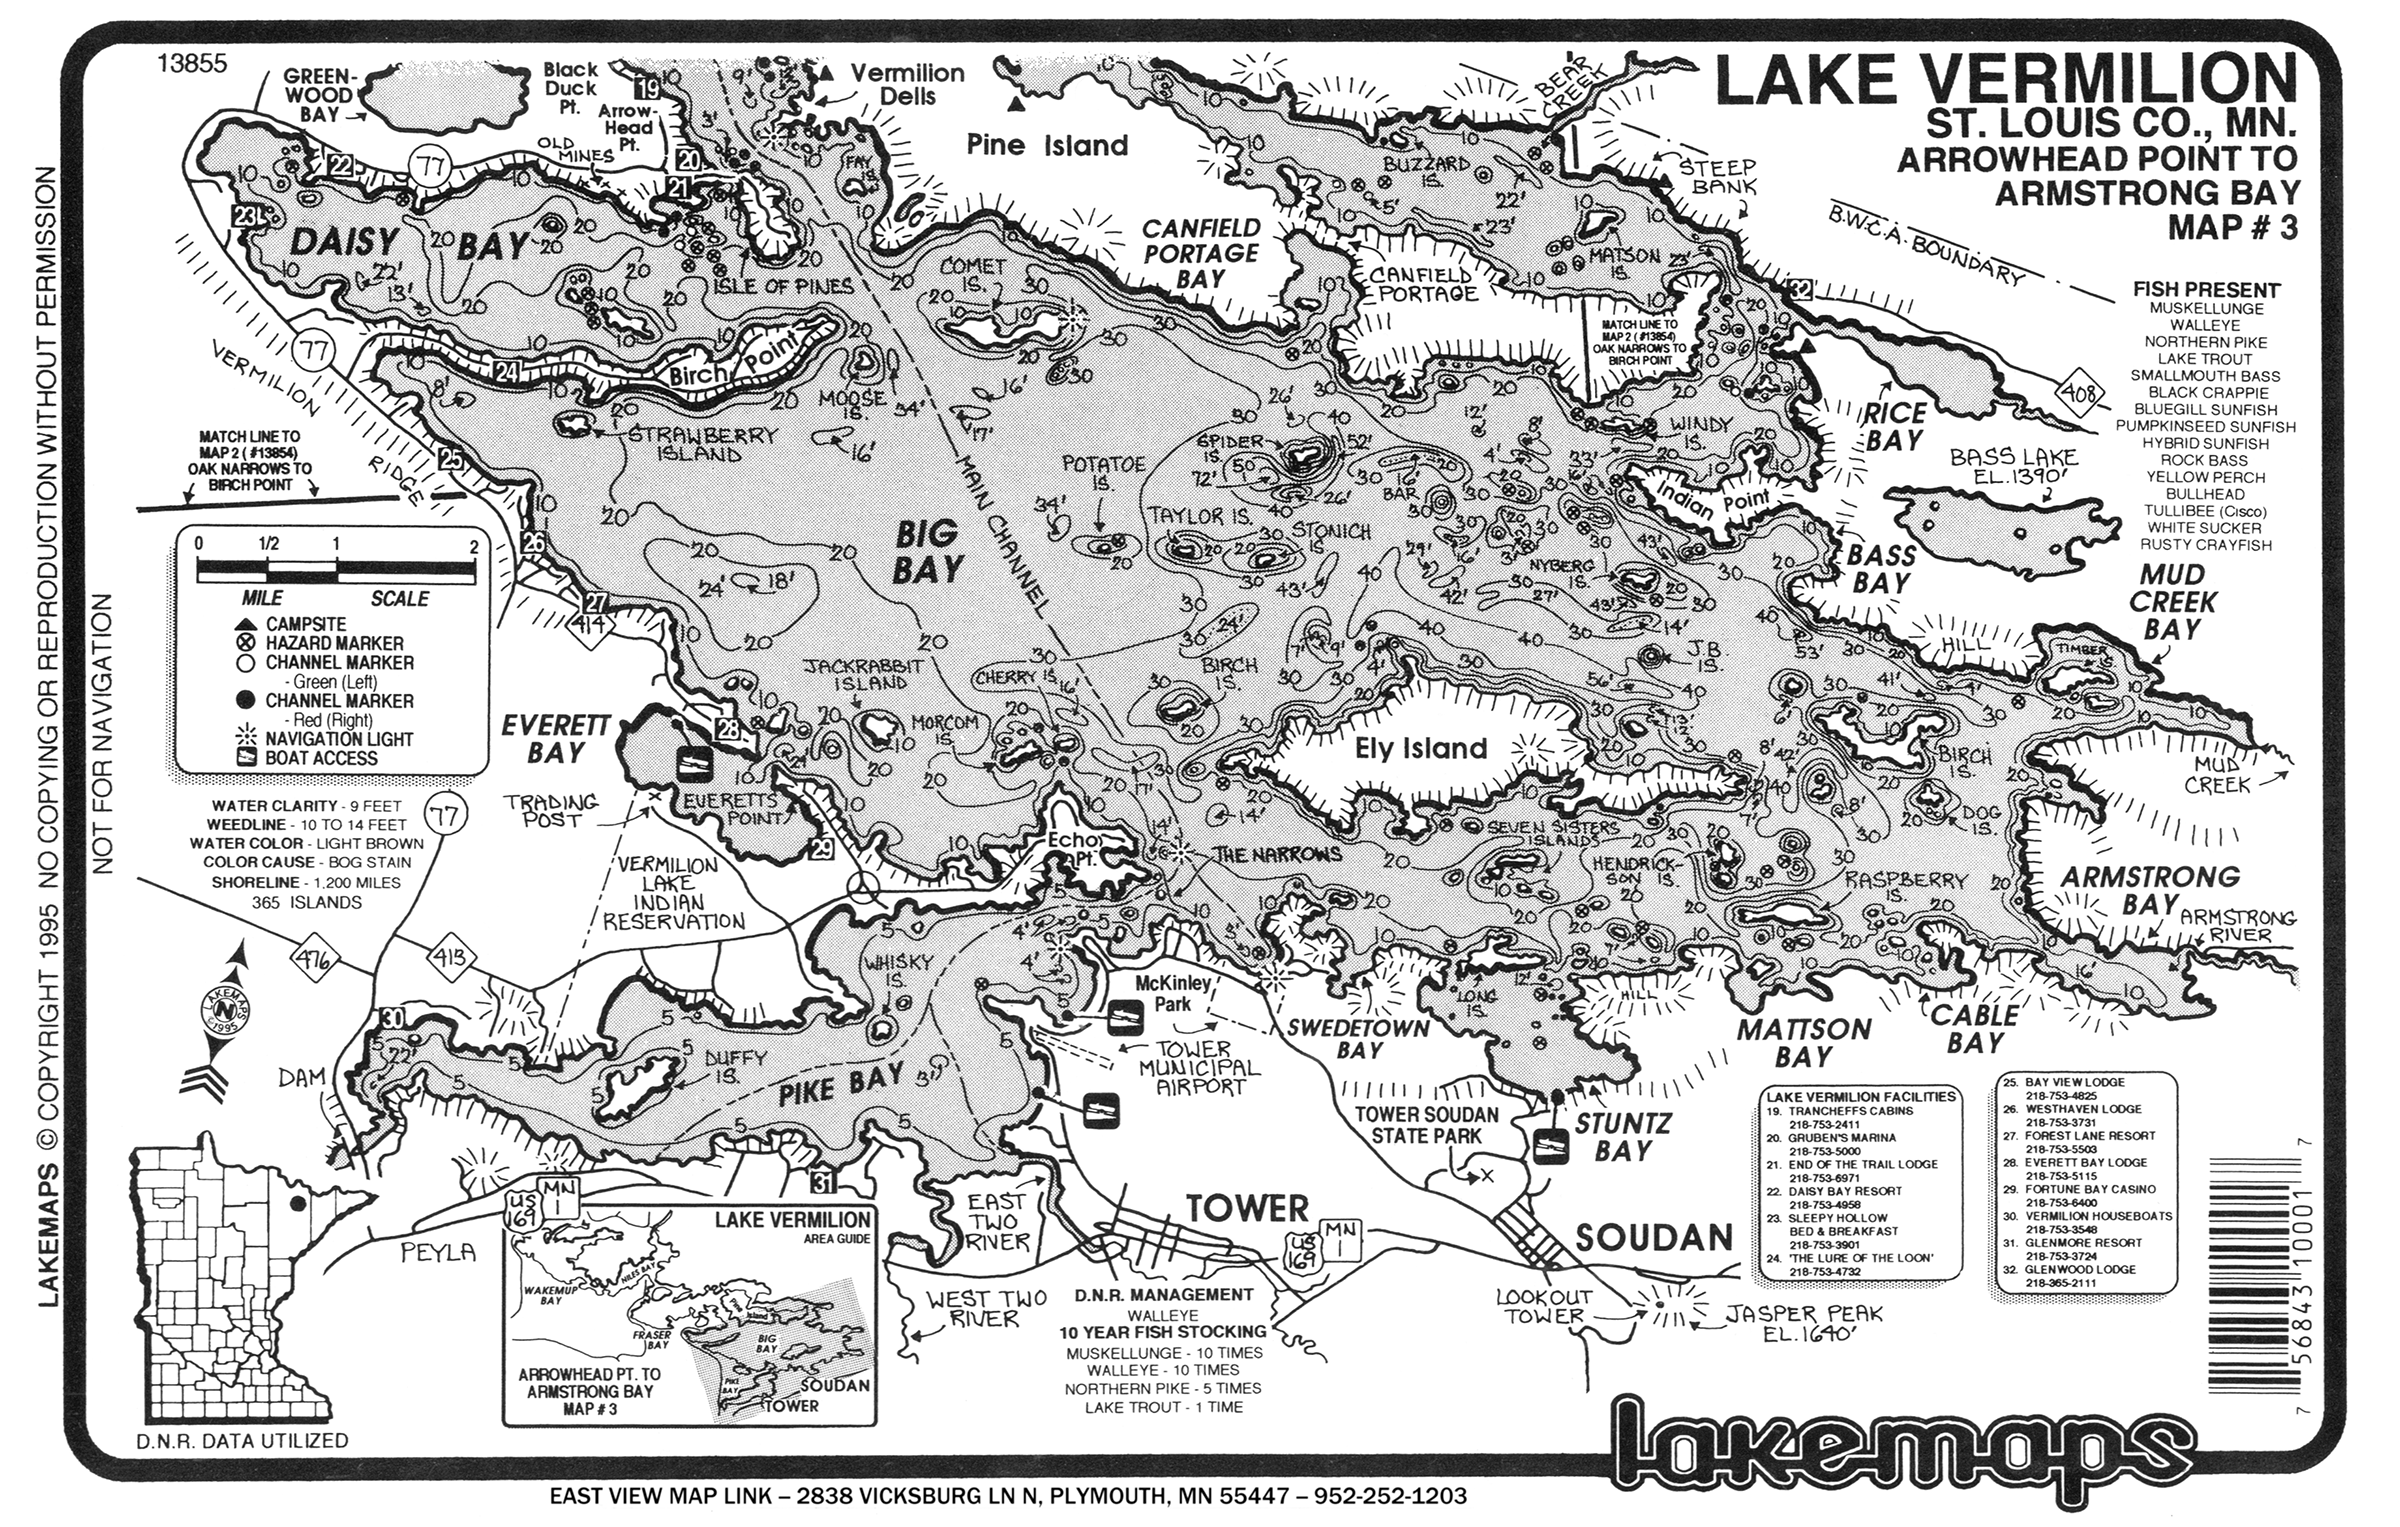 13855
LAKE VERMILION
ST. LOUIS CO., MN.
ARROWHEAD POINT TO
ARMSTRONG BAY
MAP # 3
FISH PRESENT
MUSKELLUNGE
WALLEYE
NORTHERN PIKE
LAKE TROUT
SMALLMOUTH BASS
BLACK CRAPPIE
BLUEGILL SUNFISH
PUMPKINSEED SUNFISH
HYBRID SUNFISH
ROCK BASS
YELLOW PERCH
BULLHEAD
TULLIBEE (Cisco)
WHITE SUCKER
RUSTY CRAYFISH
GREEN-
WOOD
BAY
Black
Duck
Pt.
Arrow-
Head
Pt.
OLD
MINES
Vermilion
Dells
Pine Island
FAY
IS.
BEAR
CREEK
BUZZARD
IS.
STEEP
BANK
B.W.C.A. BOUNDARY
MATSON
IS.
CANFIELD
PORTAGE
BAY
CANFIELD
PORTAGE
MATCH LINE TO
MAP 2 (#13854)
OAK NARROWS TO
BIRCH POINT
DAISY BAY
ISLE OF PINES
COMET
IS.
Birch Point
MOOSE
IS.
STRAWBERRY
ISLAND
VERMILION
RIDGE
MATCH LINE TO
MAP 2 (#13854)
OAK NARROWS TO
BIRCH POINT
MAIN CHANNEL
BIG
BAY
SPIDER
IS.
POTATOE
IS.
TAYLOR IS.
STONICH
IS.
BAR
WINDY
IS.
Indian Point
NYBERG
IS.
J.B.
IS.
RICE
BAY
BASS LAKE
EL. 1390'
BASS
BAY
MUD
CREEK
BAY
HILL
TIMBER
IS.
MUD
CREEK
BIRCH
IS.
DOG
IS.
0 1/2 1 2
MILE SCALE
CAMPSITE
HAZARD MARKER
CHANNEL MARKER
- Green (Left)
CHANNEL MARKER
- Red (Right)
NAVIGATION LIGHT
BOAT ACCESS
WATER CLARITY - 9 FEET
WEEDLINE - 10 TO 14 FEET
WATER COLOR - LIGHT BROWN
COLOR CAUSE - BOG STAIN
SHORELINE - 1,200 MILES
365 ISLANDS
JACKRABBIT
ISLAND
CHERRY IS.
MORCOM
IS.
BIRCH
IS.
Ely Island
EVERETT
BAY
TRADING
POST
EVERETTS
POINT
VERMILION
LAKE
INDIAN
RESERVATION
Echo
Pt.
THE NARROWS
SEVEN SISTERS
ISLANDS
HENDRICK-
SON IS.
RASPBERRY
IS.
ARMSTRONG
BAY
ARMSTRONG
RIVER
WHISKY
IS.
McKinley
Park
SWEDETOWN
BAY
LONG
IS.
HILL
MATTSON
BAY
CABLE
BAY
TOWER
MUNICIPAL
AIRPORT
DUFFY
IS.
PIKE BAY
DAM
STUNTZ
BAY
TOWER SOUDAN
STATE PARK
TOWER
SOUDAN
EAST
TWO
RIVER
WEST TWO
RIVER
PEYLA
LOOKOUT
TOWER
JASPER PEAK
EL. 1640'
77
77
77
408
414
476
413
US
169
MN
1
US
169
MN
1
LAKEMAPS
N
© 1995
LAKE VERMILION
AREA GUIDE
WAKEMUP
BAY
NILES BAY
FRASER
BAY
Pine
Island
BIG
BAY
PIKE
BAY
SOUDAN
TOWER
ARROWHEAD PT. TO
ARMSTRONG BAY
MAP # 3
D.N.R. DATA UTILIZED
D.N.R. MANAGEMENT
WALLEYE
10 YEAR FISH STOCKING
MUSKELLUNGE - 10 TIMES
WALLEYE - 10 TIMES
NORTHERN PIKE - 5 TIMES
LAKE TROUT - 1 TIME
LAKE VERMILION FACILITIES
19. TRANCHEFFS CABINS
218-753-2411
20. GRUBEN'S MARINA
218-753-5000
21. END OF THE TRAIL LODGE
218-753-6971
22. DAISY BAY RESORT
218-753-4958
23. SLEEPY HOLLOW
BED & BREAKFAST
218-753-3901
24. 'THE LURE OF THE LOON'
218-753-4732
25. BAY VIEW LODGE
218-753-4825
26. WESTHAVEN LODGE
218-753-3731
27. FOREST LANE RESORT
218-753-5503
28. EVERETT BAY LODGE
218-753-5115
29. FORTUNE BAY CASINO
218-753-6400
30. VERMILION HOUSEBOATS
218-753-3548
31. GLENMORE RESORT
218-753-3724
32. GLENWOOD LODGE
218-365-2111
7 56843 10001 7
lakemaps
EAST VIEW MAP LINK – 2838 VICKSBURG LN N, PLYMOUTH, MN 55447 – 952-252-1203
LAKEMAPS © COPYRIGHT 1995 NO COPYING OR REPRODUCTION WITHOUT PERMISSION
NOT FOR NAVIGATION